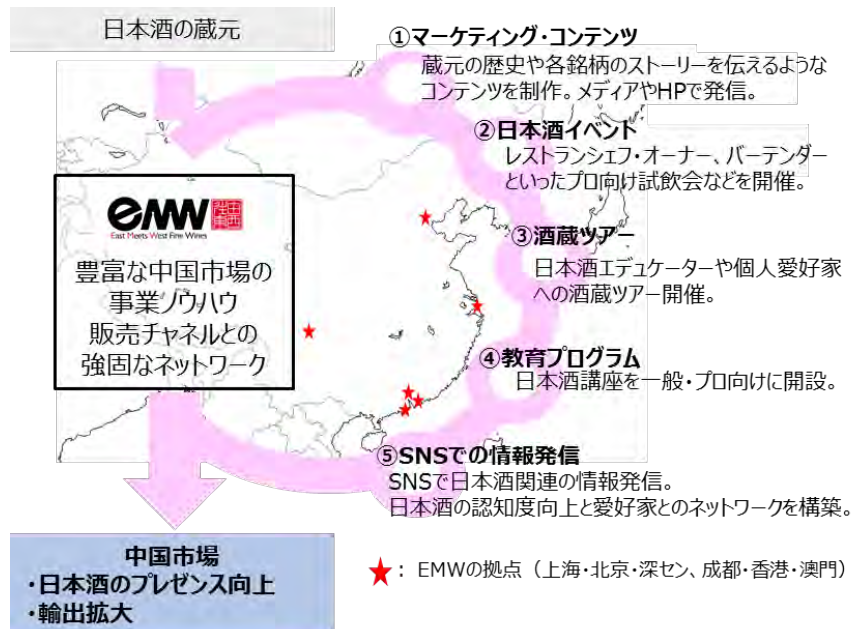 日本酒の蔵元
①マーケティング・コンテンツ
蔵元の歴史や各銘柄のストーリーを伝えるような
コンテンツを制作。メディアやHPで発信。
②日本酒イベント
レストランシェフ・オーナー、バーテンダー
といったプロ向け試飲会などを開催。
EMW
East Meets West Fine Wines
豊富な中国市場の
事業ノウハウ
販売チャネルとの
強固なネットワーク
③酒蔵ツアー
日本酒エデュケーターや個人愛好家
への酒蔵ツアー開催。
④教育プログラム
日本酒講座を一般・プロ向けに開設。
⑤SNSでの情報発信
SNSで日本酒関連の情報発信。
日本酒の認知度向上と愛好家とのネットワークを構築。
中国市場
・日本酒のプレゼンス向上
・輸出拡大
★： EMWの拠点（上海・北京・深セン、成都・香港・澳門）